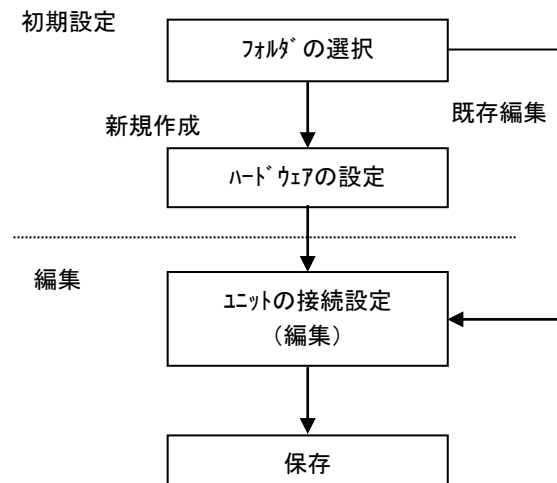 初期設定
ﾌｫﾙﾀﾞの選択
新規作成
既存編集
ﾊｰﾄﾞｳｪｱの設定
編集
ﾕﾆｯﾄの接続設定
（編集）
保存